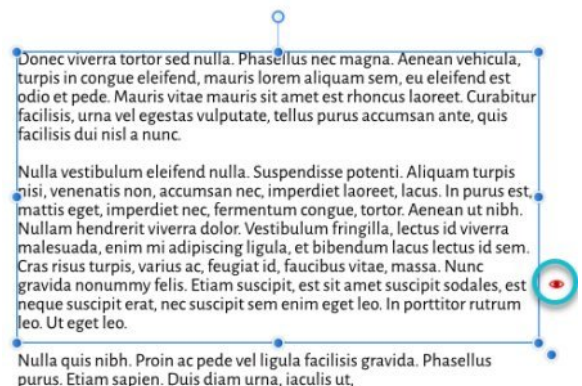 Donec viverra tortor sed nulla. Phasellus nec magna. Aenean vehicula,
turpis in congue eleifend, mauris lorem aliquam sem, eu eleifend est
odio et pede. Mauris vitae mauris sit amet est rhoncus laoreet. Curabitur
facilisis, urna vel egestas vulputate, tellus purus accumsan ante, quis
facilisis dui nisl a nunc.
Nulla vestibulum eleifend nulla. Suspendisse potenti. Aliquam turpis
nisi, venenatis non, accumsan nec, imperdiet laoreet, lacus. In purus est,
mattis eget, imperdiet nec, fermentum congue, tortor. Aenean ut nibh.
Nullam hendrerit viverra dolor. Vestibulum fringilla, lectus id viverra
malesuada, enim mi adipiscing ligula, et bibendum lacus lectus id sem.
Cras risus turpis, varius ac, feugiat id, faucibus vitae, massa. Nunc
gravida nonummy felis. Etiam suscipit, est sit amet suscipit sodales, est
neque suscipit erat, nec suscipit sem enim eget leo. In porttitor rutrum
leo. Ut eget leo.
Nulla quis nibh. Proin ac pede vel ligula facilisis gravida. Phasellus
purus. Etiam sapien. Duis diam urna, iaculis ut,